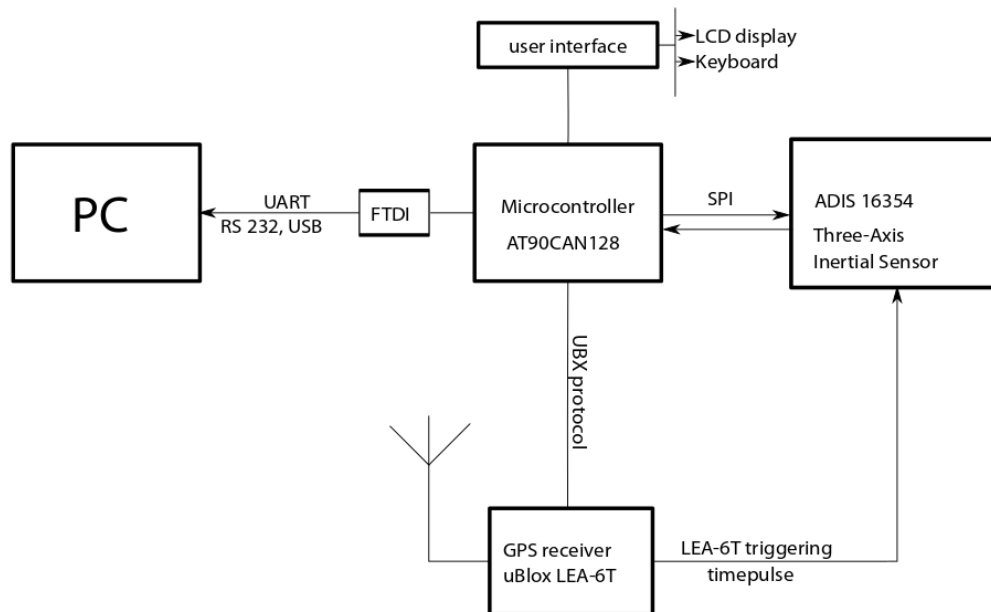 user interface
LCD display
Keyboard
PC
UART
RS 232, USB
FTDI
Microcontroller
AT90CAN128
SPI
ADIS 16354
Three-Axis
Inertial Sensor
UBX protocol
GPS receiver
uBlox LEA-6T
LEA-6T triggering
timepulse